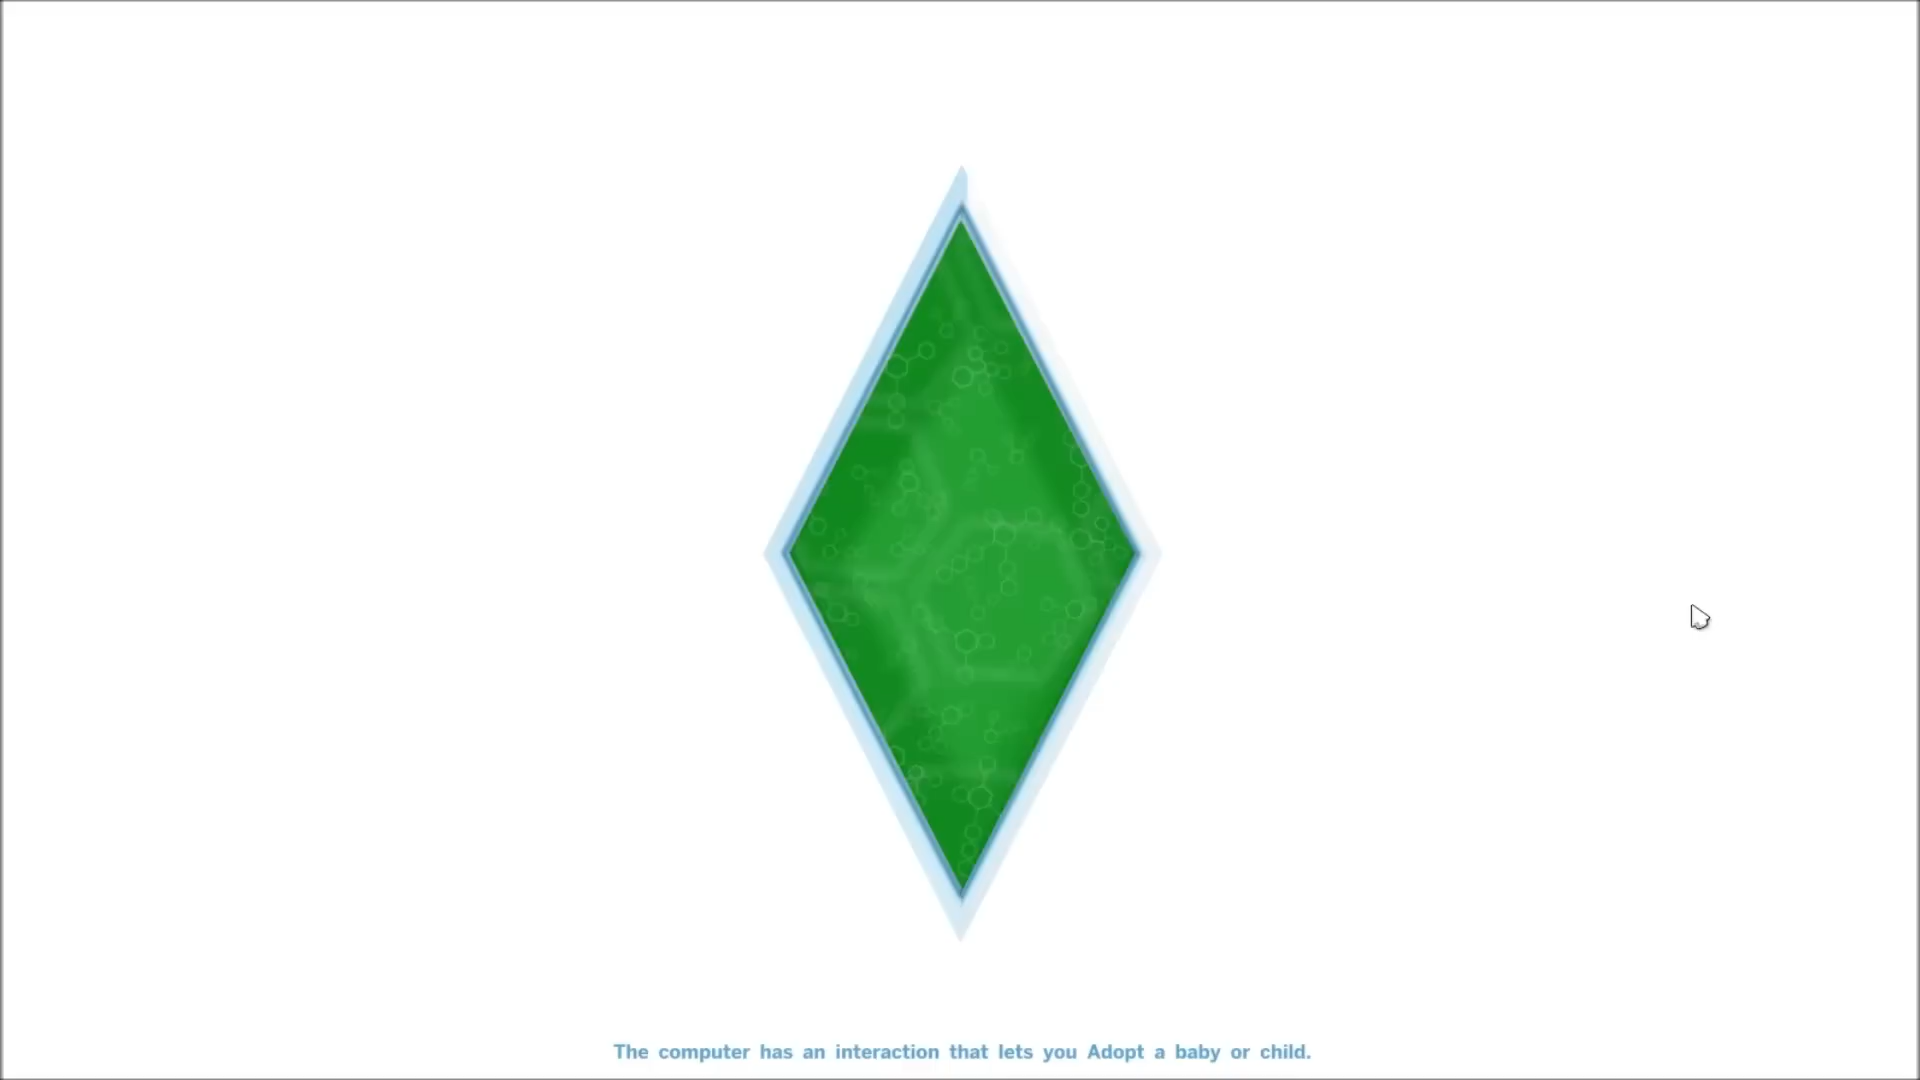 The computer has an interaction that lets you Adopt a baby or child.